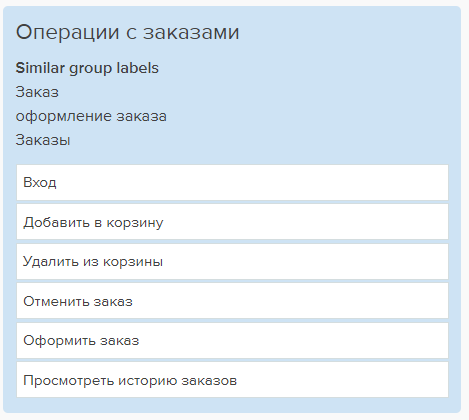 Операции с заказами
Similar group labels
Заказ
оформление заказа
Заказы
Вход
Добавить в корзину
Удалить из корзины
Отменить заказ
Оформить заказ
Просмотреть историю заказов